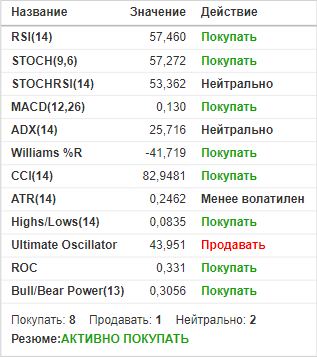 Название Значение Действие
RSI(14) 57,460 Покупать
STOCH(9,6) 57,272 Покупать
STOCHRSI(14) 53,362 Нейтрально
MACD(12,26) 0,130 Покупать
ADX(14) 25,716 Нейтрально
Williams %R -41,719 Покупать
CCI(14) 82,9481 Покупать
ATR(14) 0,2462 Менее волатилен
Highs/Lows(14) 0,0835 Покупать
Ultimate Oscillator 43,951 Продавать
ROC 0,331 Покупать
Bull/Bear Power(13) 0,3056 Покупать
Покупать: 8 Продавать: 1 Нейтрально: 2
Резюме:АКТИВНО ПОКУПАТЬ